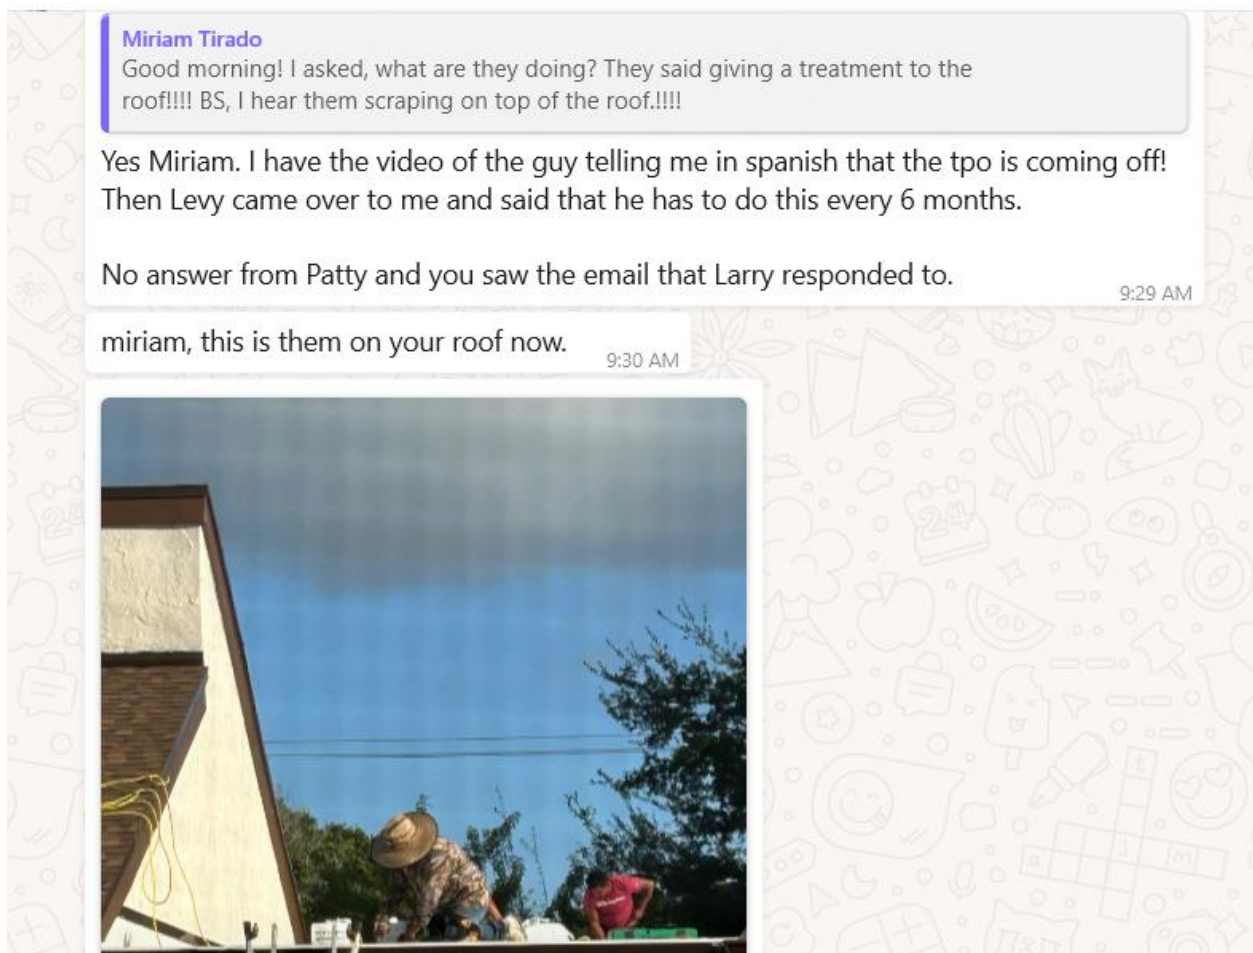 Miriam Tirado
Good morning! I asked, what are they doing? They said giving a treatment to the
roof!!!! BS, I hear them scraping on top of the roof.!!!!
Yes Miriam. I have the video of the guy telling me in spanish that the tpo is coming off!
Then Levy came over to me and said that he has to do this every 6 months.
No answer from Patty and you saw the email that Larry responded to.
9:29 AM
miriam, this is them on your roof now.
9:30 AM